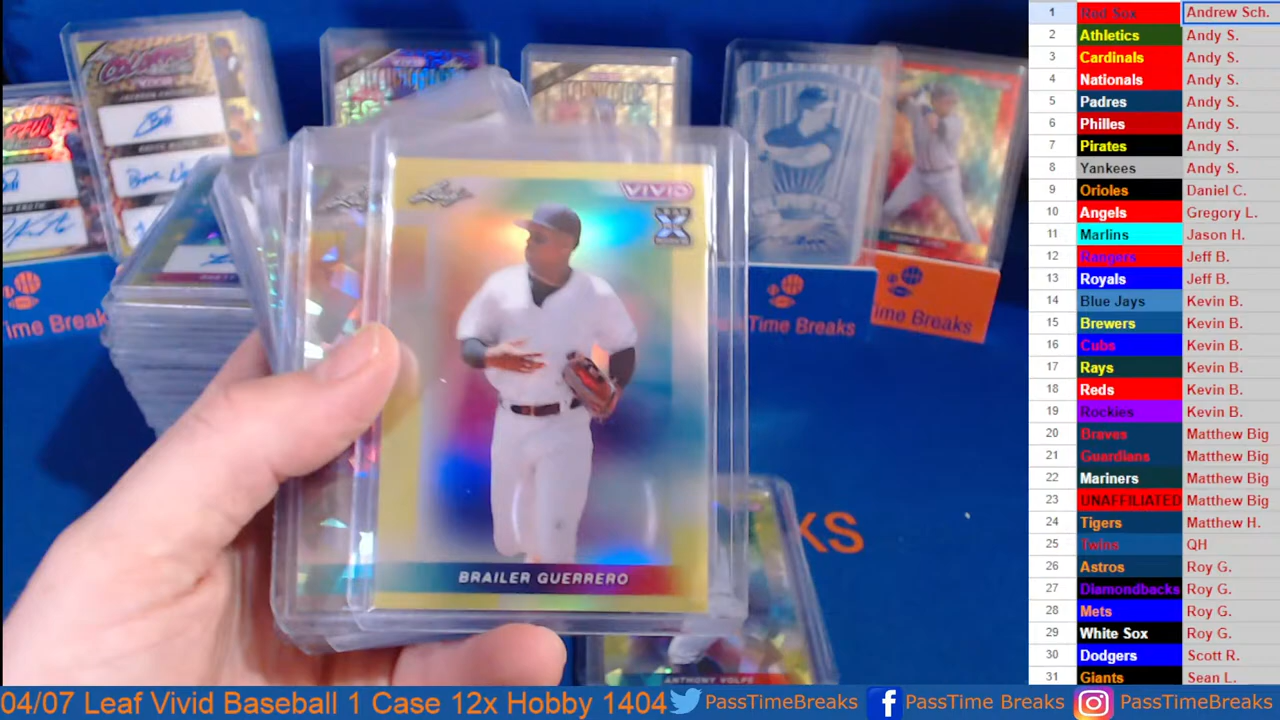 VIVID
Leaf
BRAILER GUERRERO
ANTHONY VOLPE
Time Breaks
Time Breaks
Time Breaks
KS
1 Red Sox Andrew Sch.
2 Athletics Andy S.
3 Cardinals Andy S.
4 Nationals Andy S.
5 Padres Andy S.
6 Philles Andy S.
7 Pirates Andy S.
8 Yankees Andy S.
9 Orioles Daniel C.
10 Angels Gregory L.
11 Marlins Jason H.
12 Rangers Jeff B.
13 Royals Jeff B.
14 Blue Jays Kevin B.
15 Brewers Kevin B.
16 Cubs Kevin B.
17 Rays Kevin B.
18 Reds Kevin B.
19 Rockies Kevin B.
20 Braves Matthew Big
21 Guardians Matthew Big
22 Mariners Matthew Big
23 UNAFFILIATED Matthew Big
24 Tigers Matthew H.
25 Twins QH
26 Astros Roy G.
27 Diamondbacks Roy G.
28 Mets Roy G.
29 White Sox Roy G.
30 Dodgers Scott R.
31 Giants Sean L.
04/07 Leaf Vivid Baseball 1 Case 12x Hobby 1404 PassTimeBreaks PassTime Breaks PassTimeBreaks